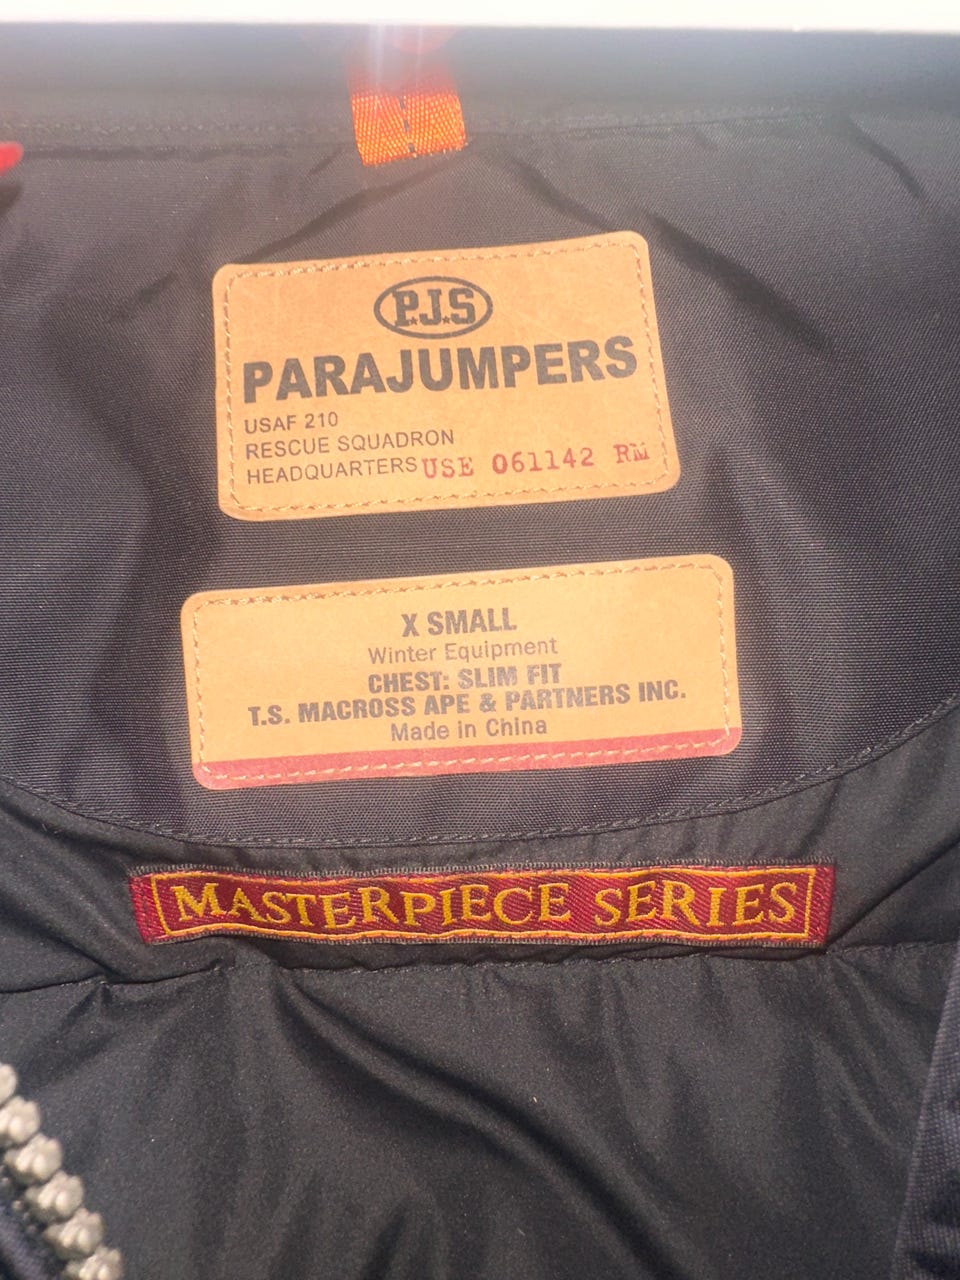 P.J.S
PARAJUMPERS
USAF 210
RESCUE SQUADRON
HEADQUARTERS USE 061142 RM
X SMALL
Winter Equipment
CHEST: SLIM FIT
T.S. MACROSS APE & PARTNERS INC.
Made in China
MASTERPIECE SERIES